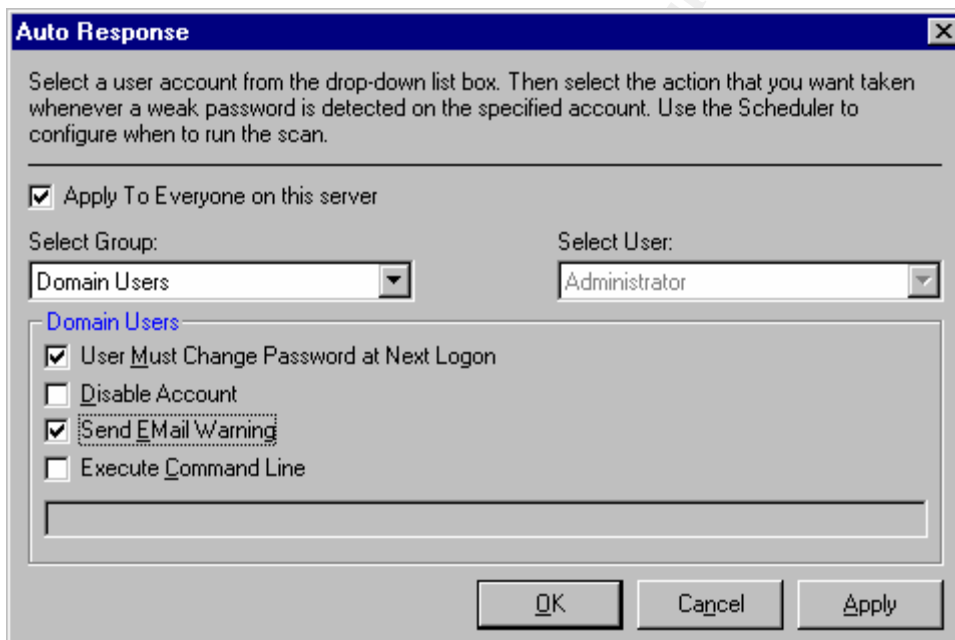 Auto Response
Select a user account from the drop-down list box. Then select the action that you want taken
whenever a weak password is detected on the specified account. Use the Scheduler to
configure when to run the scan.
Apply To Everyone on this server
Select Group:
Select User:
Domain Users
Administrator
Domain Users
User Must Change Password at Next Logon
Disable Account
Send EMail Warning
Execute Command Line
OK
Cancel
Apply